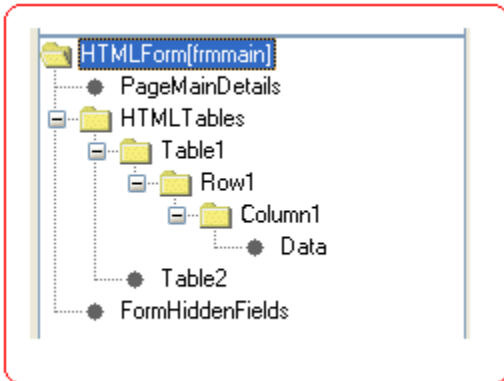 HTMLForm[frmmain]
PageMainDetails
HTMLTables
Table1
Row1
Column1
Data
Table2
FormHiddenFields